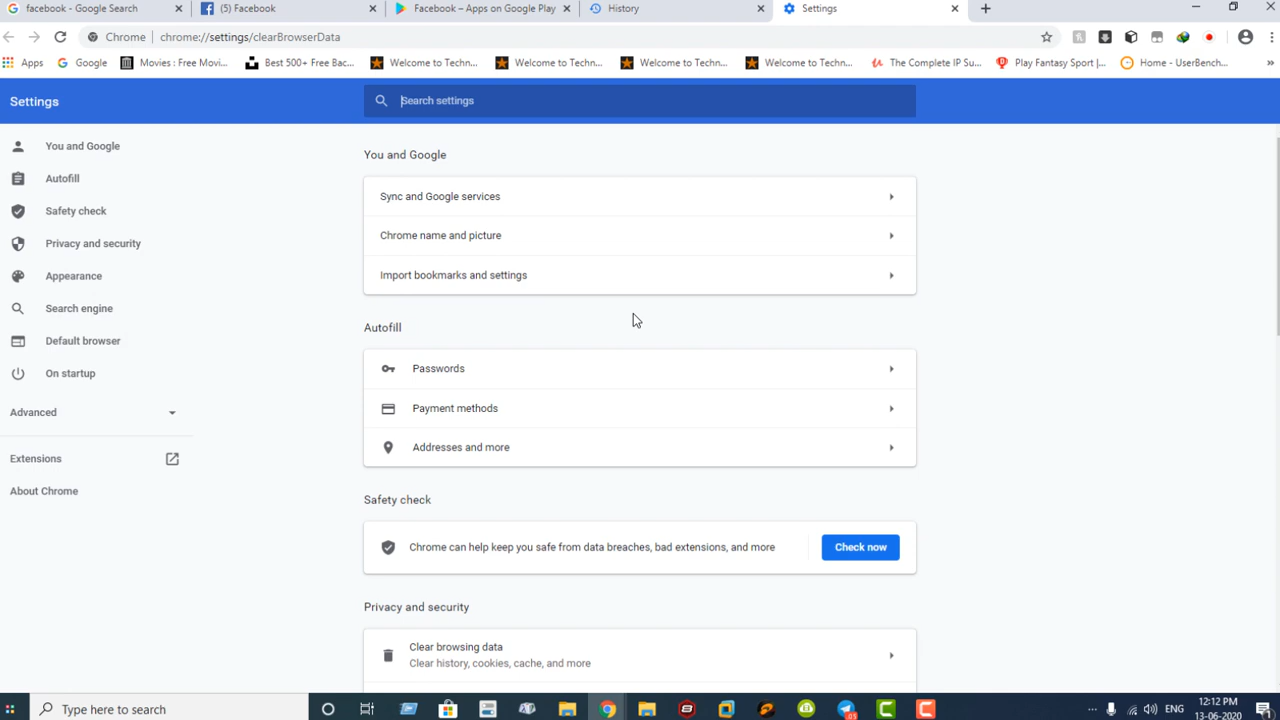 facebook - Google Search
(5) Facebook
Facebook – Apps on Google Play
History
Settings
Chrome
chrome://settings/clearBrowserData
Apps
Google
Movies : Free Movi...
Best 500+ Free Bac...
Welcome to Techn...
Welcome to Techn...
Welcome to Techn...
Welcome to Techn...
The Complete IP Su...
Play Fantasy Sport |...
Home - UserBench...
»
Settings
Search settings
You and Google
Autofill
Safety check
Privacy and security
Appearance
Search engine
Default browser
On startup
Advanced
Extensions
About Chrome
You and Google
Sync and Google services
Chrome name and picture
Import bookmarks and settings
Autofill
Passwords
Payment methods
Addresses and more
Safety check
Chrome can help keep you safe from data breaches, bad extensions, and more
Check now
Privacy and security
Clear browsing data
Clear history, cookies, cache, and more
Type here to search
ENG
12:12 PM
13-06-2020